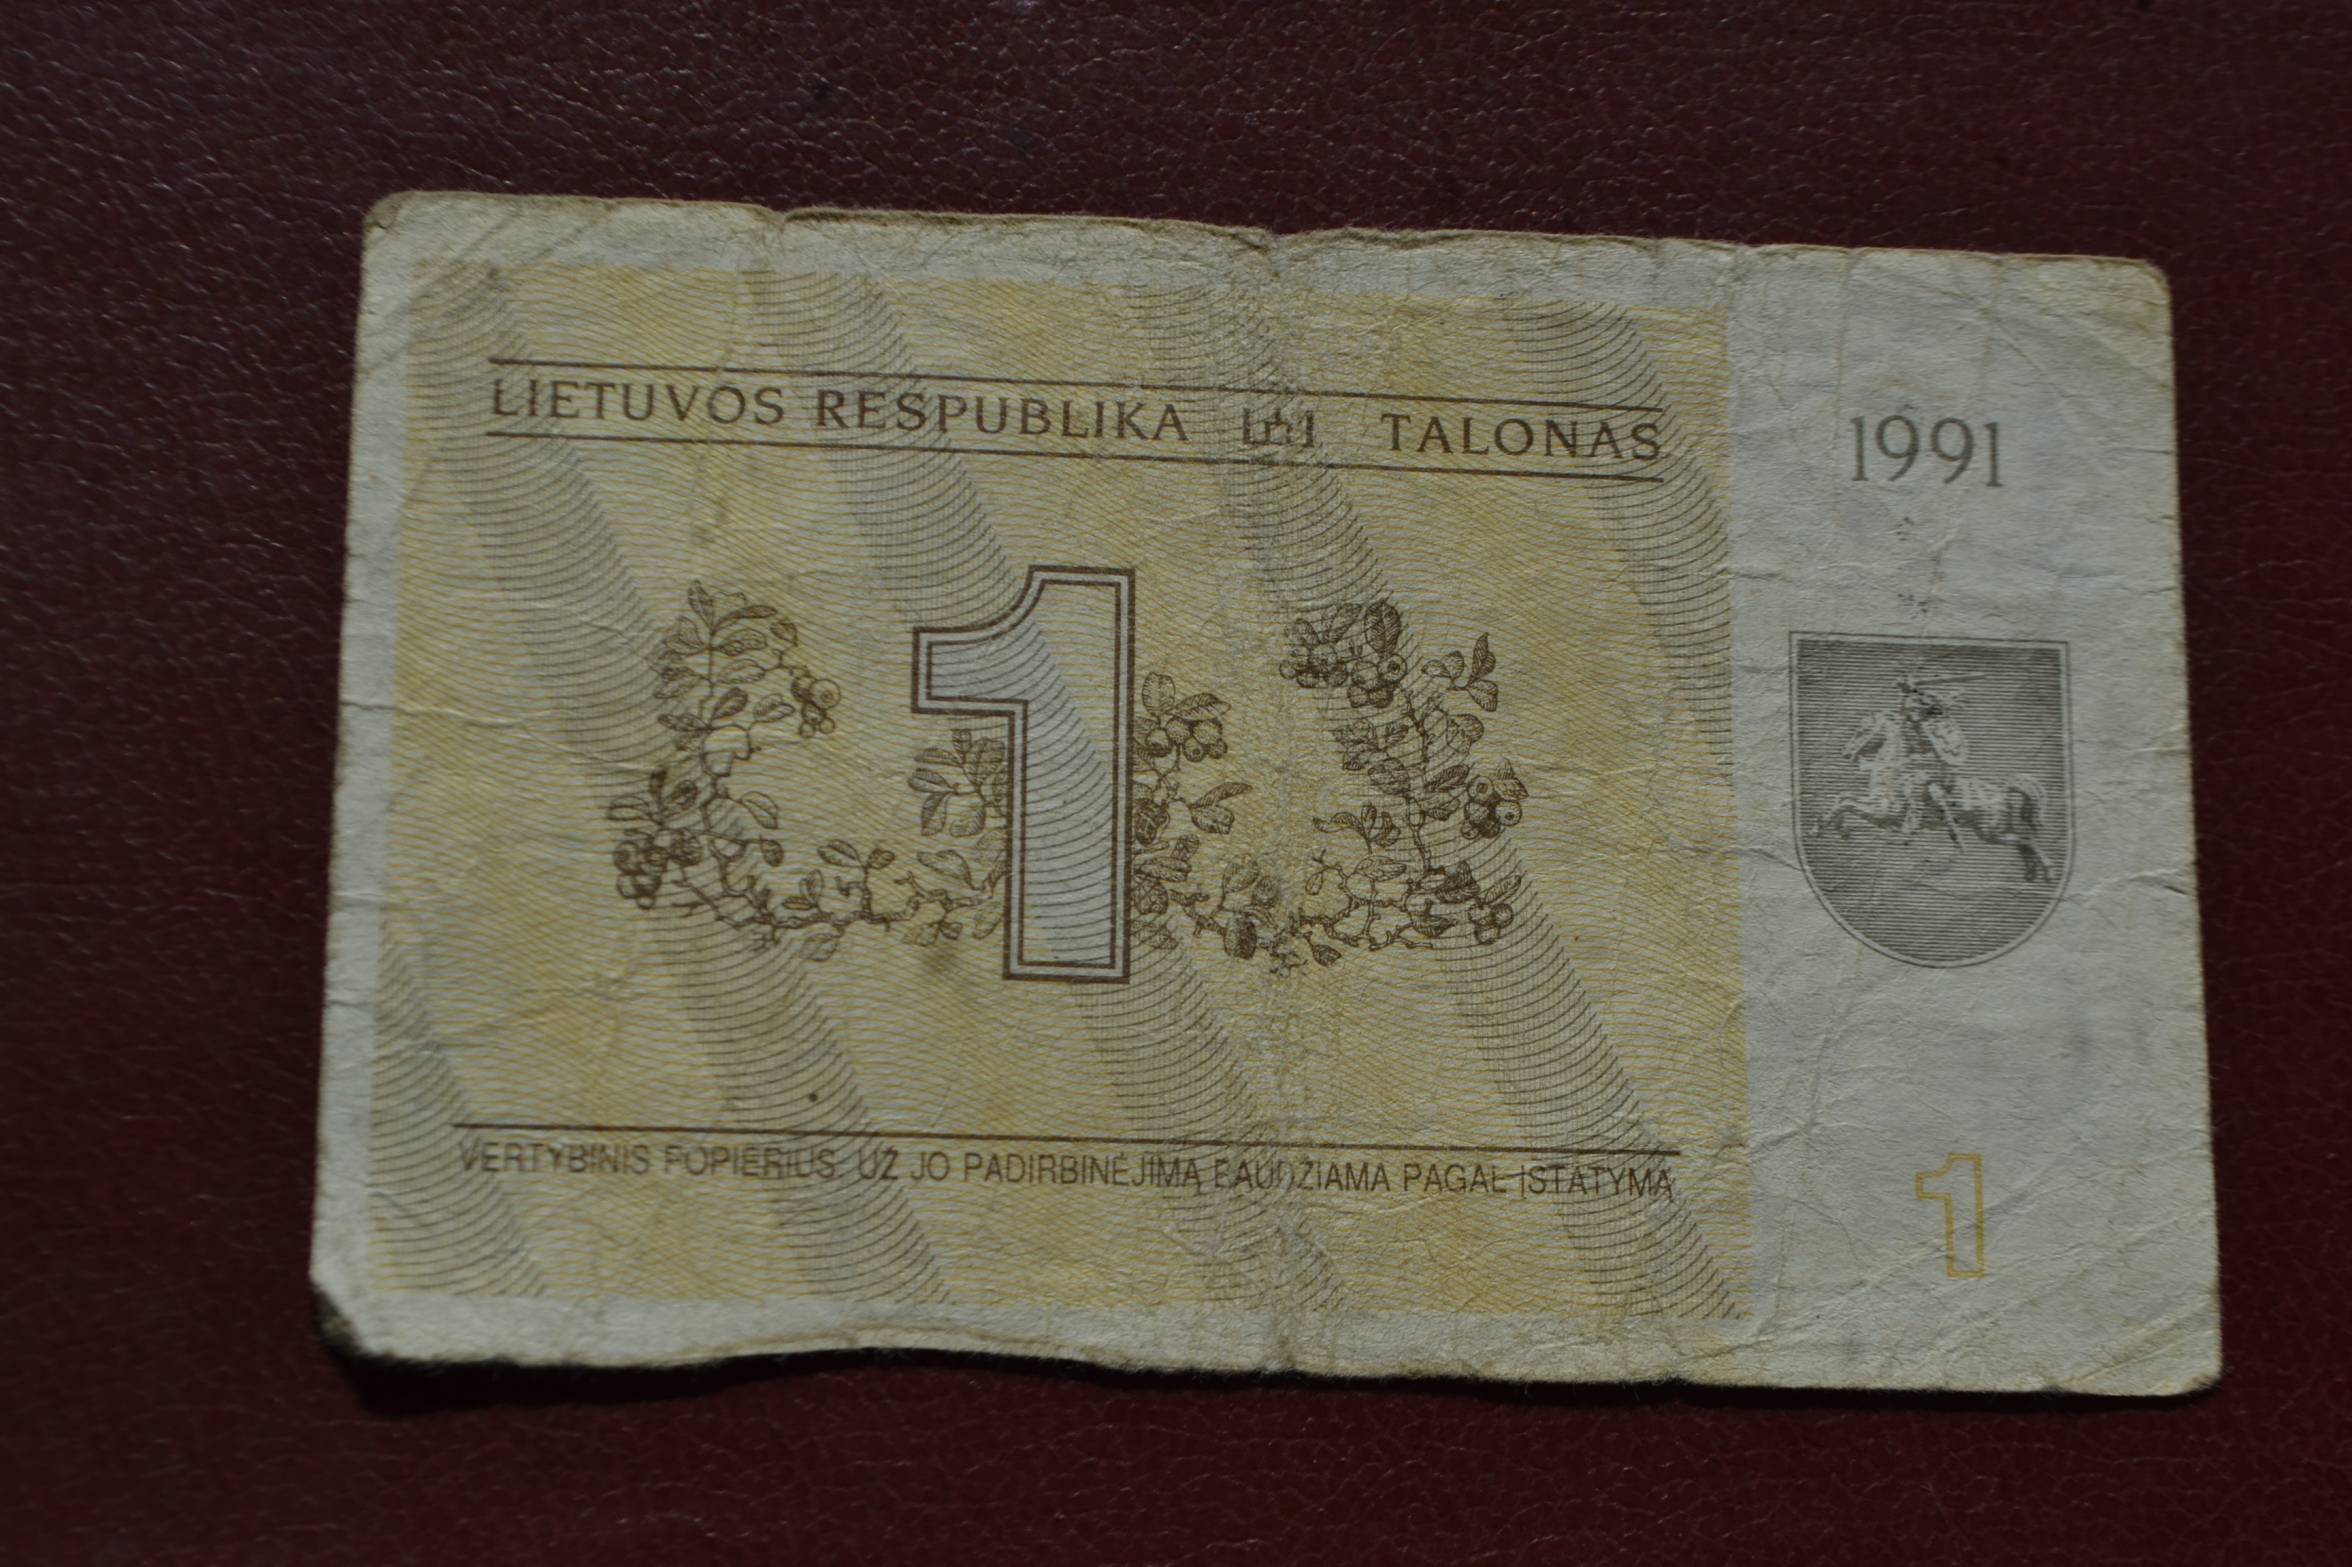 LIETUVOS RESPUBLIKA TALONAS
1991
1
VERTYBINIS POPIERIUS. UŽ JO PADIRBINĖJIMĄ BAUDŽIAMA PAGAL ĮSTATYMĄ
1